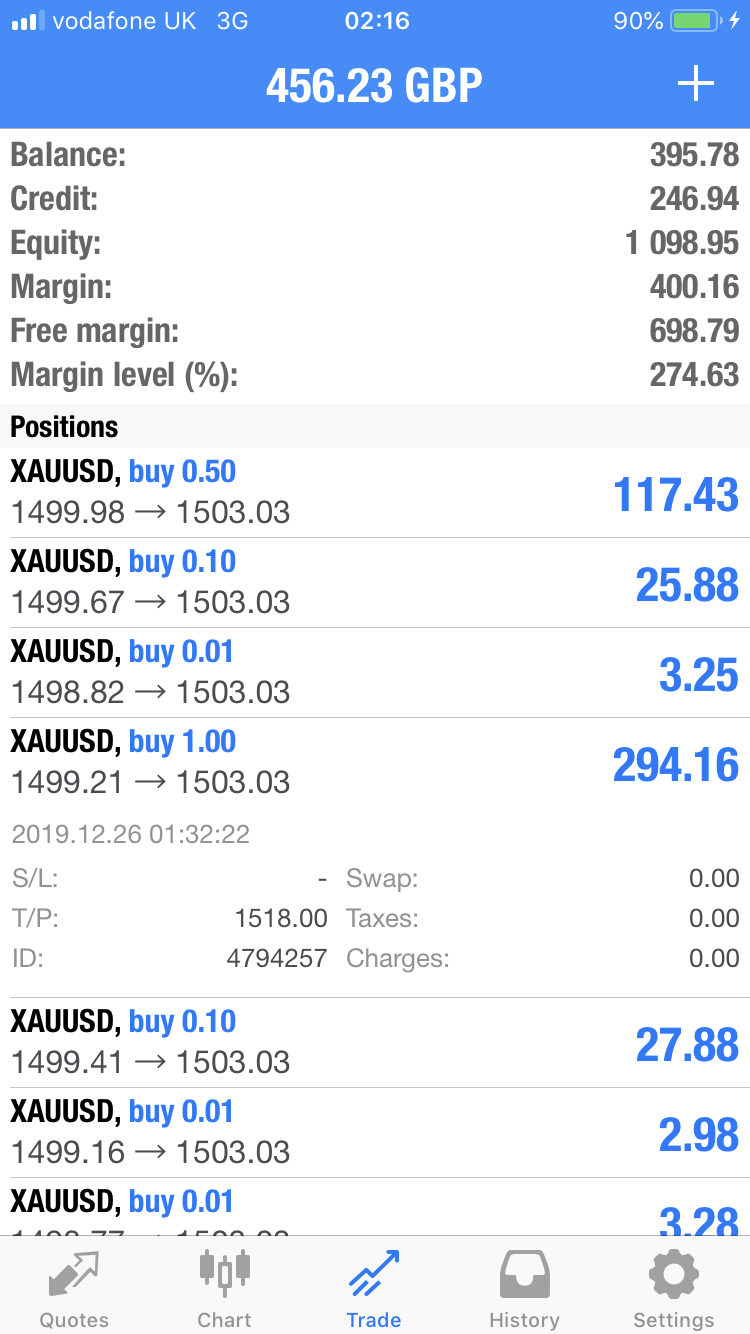 vodafone UK 3G 02:16 90%
456.23 GBP
Balance: 395.78
Credit: 246.94
Equity: 1 098.95
Margin: 400.16
Free margin: 698.79
Margin level (%): 274.63
Positions
XAUUSD, buy 0.50
1499.98 → 1503.03 117.43
XAUUSD, buy 0.10
1499.67 → 1503.03 25.88
XAUUSD, buy 0.01
1498.82 → 1503.03 3.25
XAUUSD, buy 1.00
1499.21 → 1503.03 294.16
2019.12.26 01:32:22
S/L: - Swap: 0.00
T/P: 1518.00 Taxes: 0.00
ID: 4794257 Charges: 0.00
XAUUSD, buy 0.10
1499.41 → 1503.03 27.88
XAUUSD, buy 0.01
1499.16 → 1503.03 2.98
XAUUSD, buy 0.01
3.28
Quotes Chart Trade History Settings